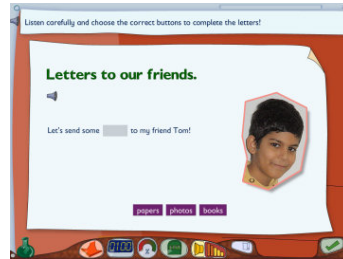 Listen carefully and choose the correct buttons to complete the letters!
Letters to our friends.
Let's send some to my friend Tom!
papers photos books
0100